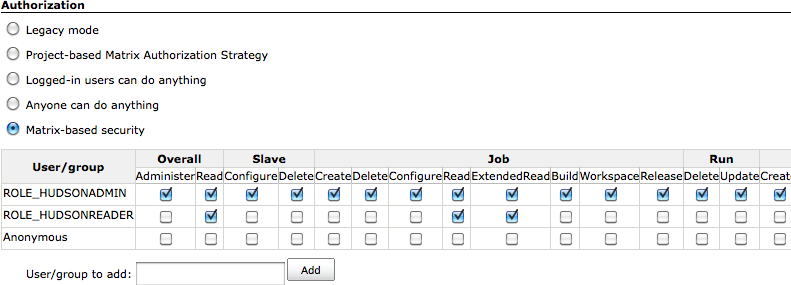 Authorization
Legacy mode
Project-based Matrix Authorization Strategy
Logged-in users can do anything
Anyone can do anything
Matrix-based security
User/group Overall Slave Job Run
Administer Read Configure Delete Create Delete Configure Read ExtendedRead Build Workspace Release Delete Update Create
ROLE_HUDSONADMIN
ROLE_HUDSONREADER
Anonymous
User/group to add: Add